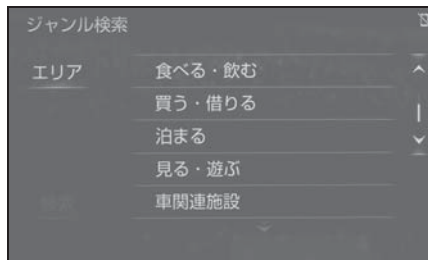 ジャンル検索
エリア
食べる・飲む
買う・借りる
泊まる
見る・遊ぶ
車関連施設